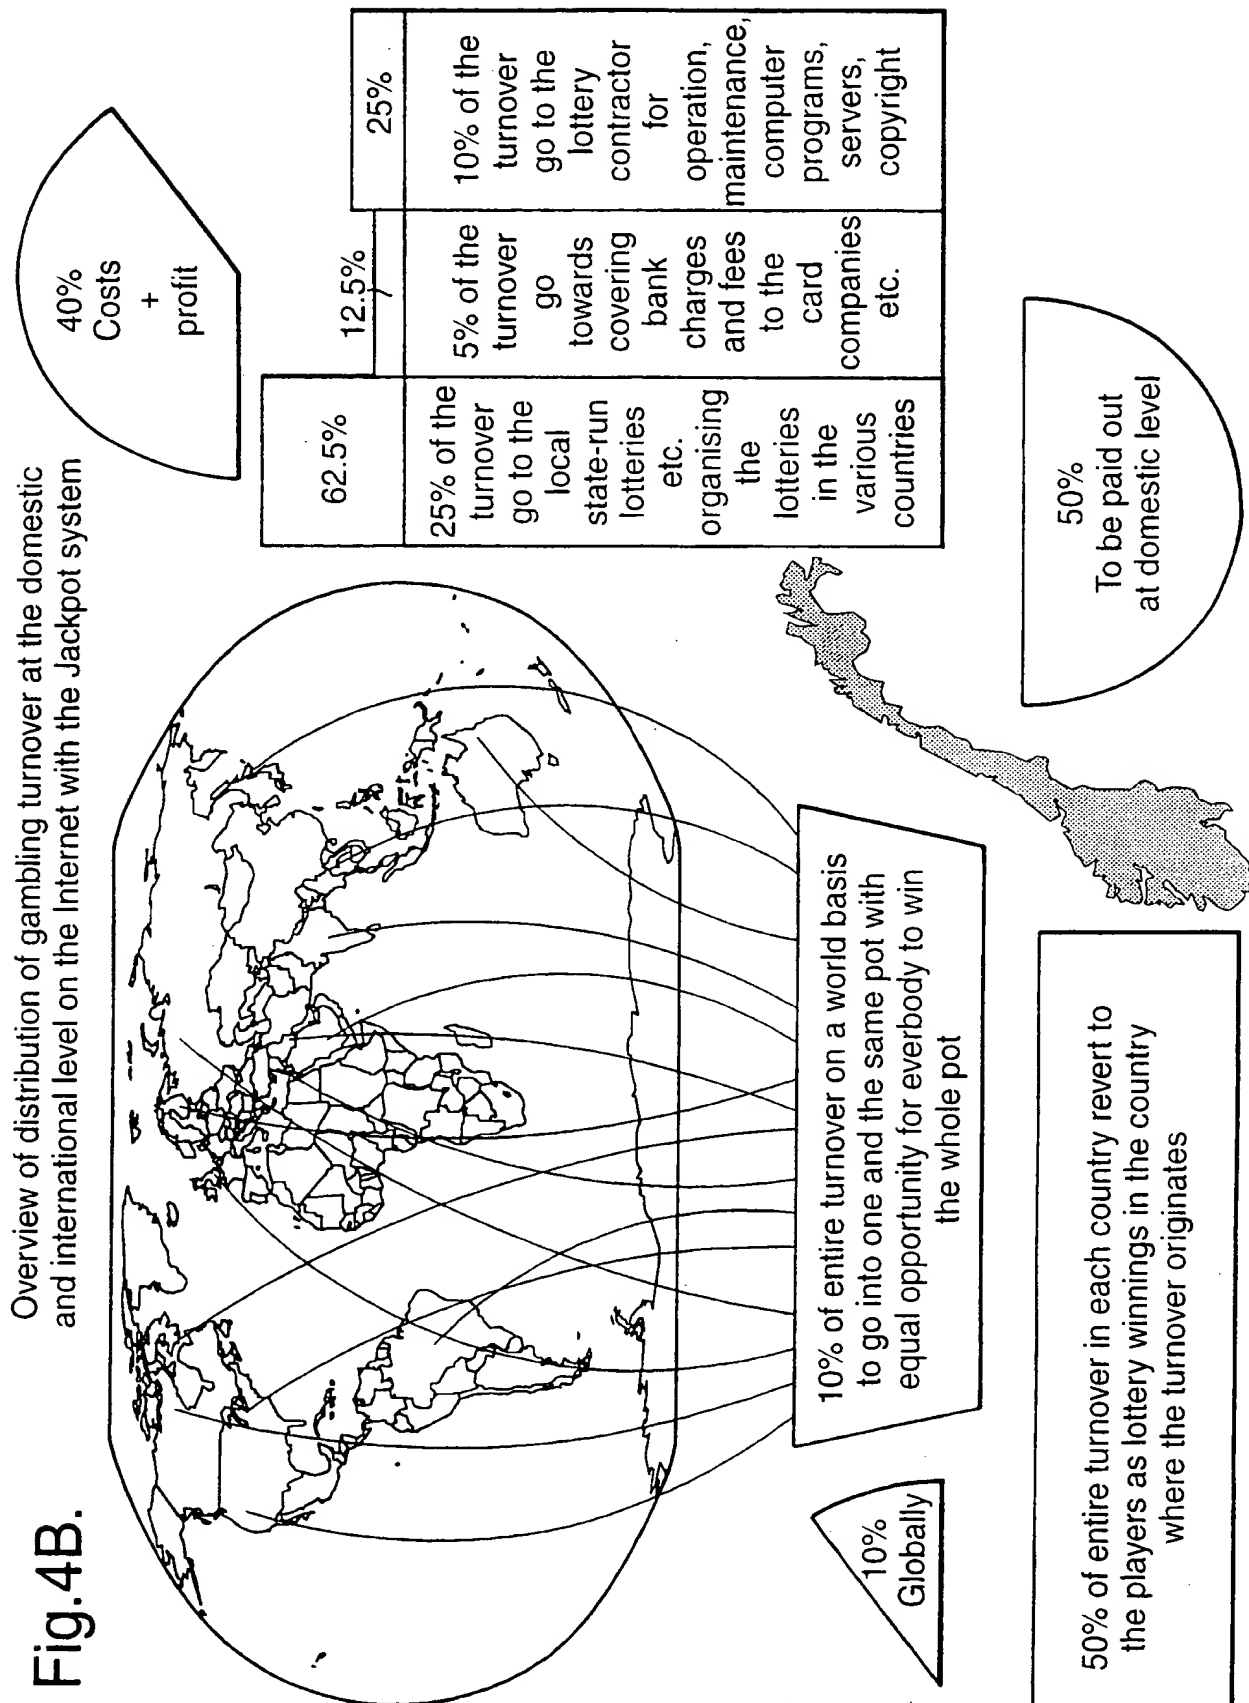 Fig.4B.
Overview of distribution of gambling turnover at the domestic
and international level on the Internet with the Jackpot system
40%
Costs
+
profit
62.5%
12.5%
25%
25% of the
turnover
go to the
local
state-run
lotteries
etc.
organising
the
lotteries
in the
various
countries
5% of the
turnover
go
towards
covering
bank
charges
and fees
to the
card
companies
etc.
10% of the
turnover
go to the
lottery
contractor
for
operation,
maintenance,
computer
programs,
servers,
copyright
10%
Globally
10% of entire turnover on a world basis
to go into one and the same pot with
equal opportunity for everbody to win
the whole pot
50%
To be paid out
at domestic level
50% of entire turnover in each country revert to
the players as lottery winnings in the country
where the turnover originates